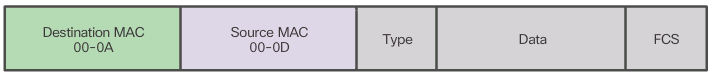 Destination MAC
00-0A
Source MAC
00-0D
Type
Data
FCS